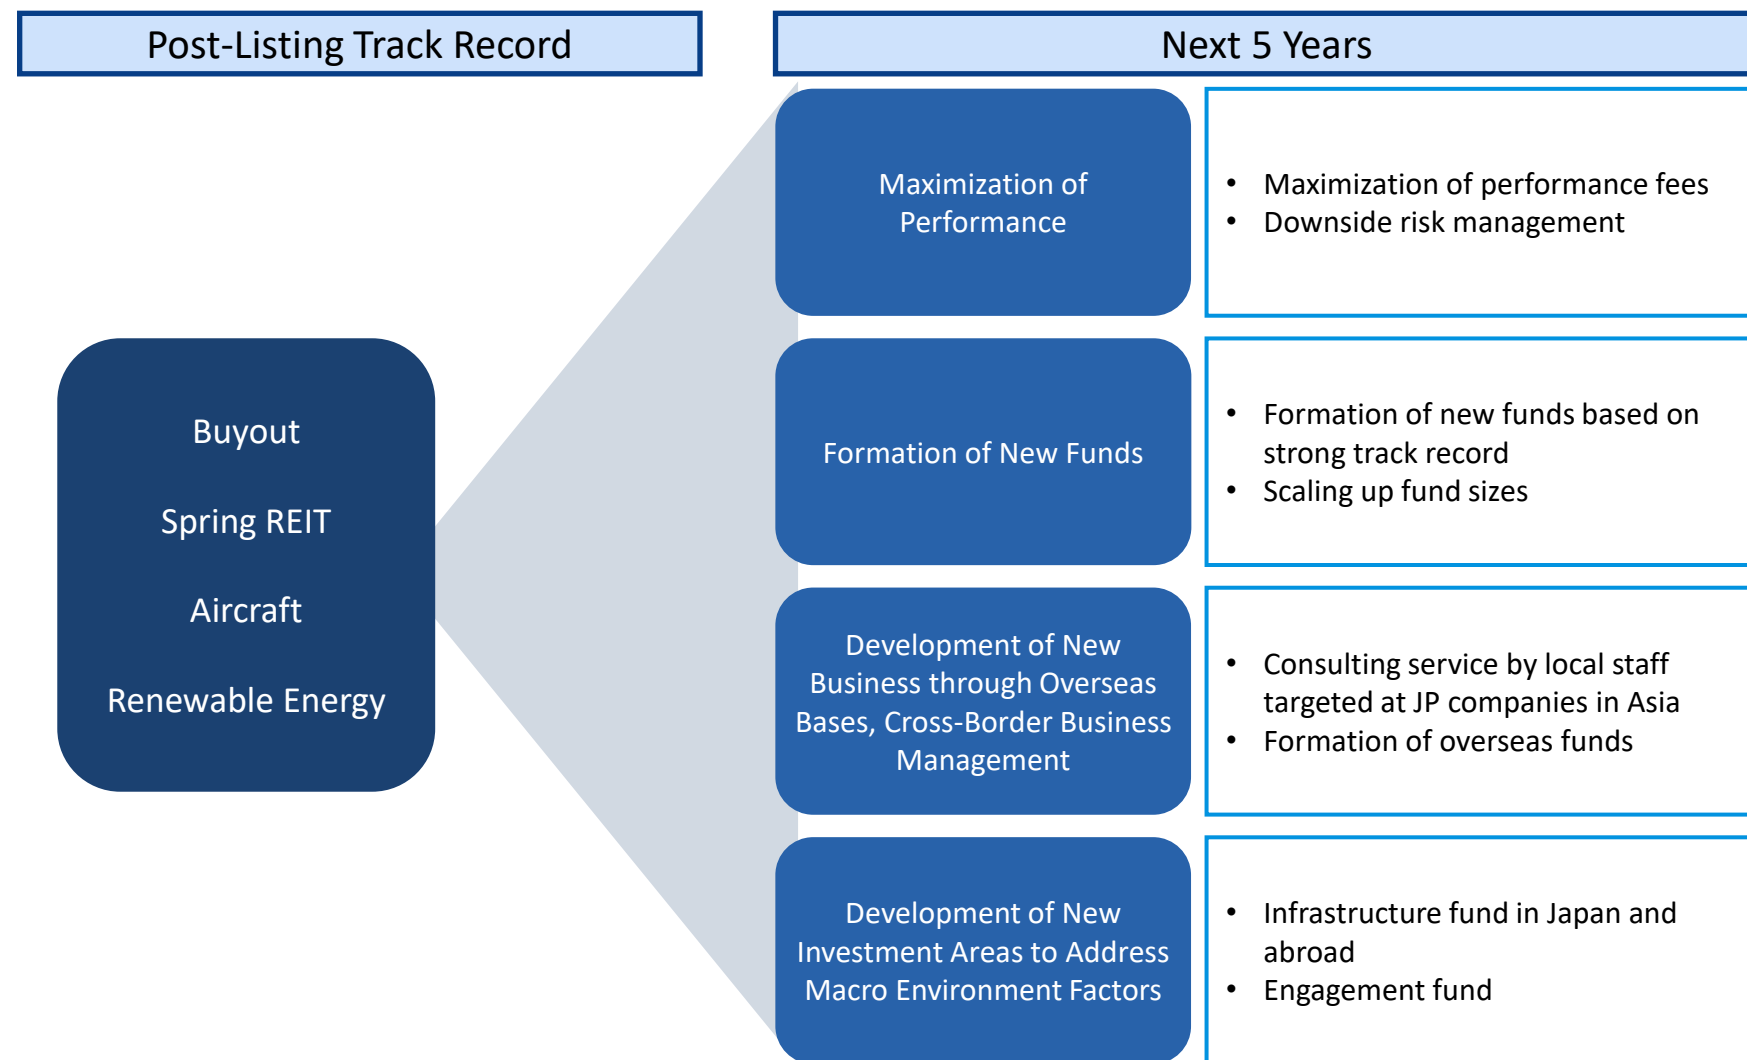 Post-Listing Track Record
Next 5 Years
Buyout
Spring REIT
Aircraft
Renewable Energy
Maximization of
Performance
• Maximization of performance fees
• Downside risk management
Formation of New Funds
• Formation of new funds based on
strong track record
• Scaling up fund sizes
Development of New
Business through Overseas
Bases, Cross-Border Business
Management
• Consulting service by local staff
targeted at JP companies in Asia
• Formation of overseas funds
Development of New
Investment Areas to Address
Macro Environment Factors
• Infrastructure fund in Japan and
abroad
• Engagement fund